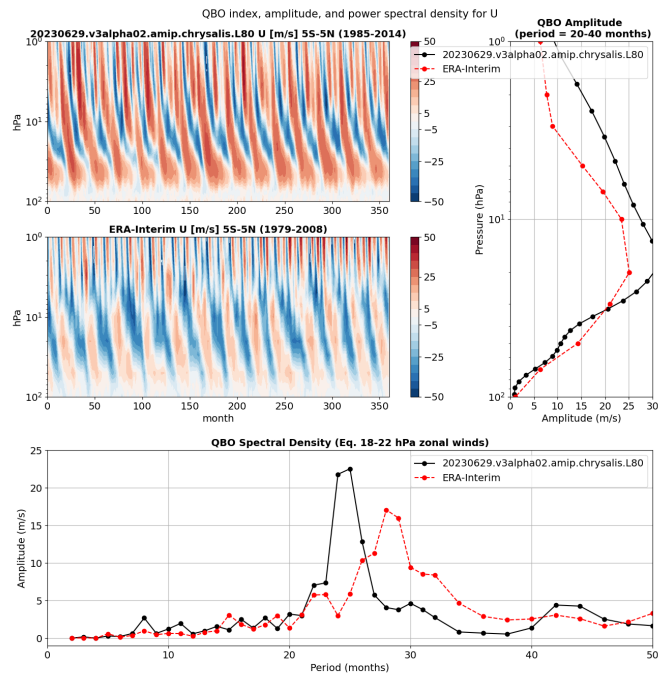 QBO index, amplitude, and power spectral density for U
20230629.v3alpha02.amip.chrysalis.L80 U [m/s] 5S-5N (1985-2014)
10⁰
10¹
10²
hPa
0 50 100 150 200 250 300 350
50
25
5
−5
−25
−50
ERA-Interim U [m/s] 5S-5N (1979-2008)
10⁰
10¹
10²
hPa
0 50 100 150 200 250 300 350
month
50
25
5
−5
−25
−50
QBO Amplitude
(period = 20-40 months)
20230629.v3alpha02.amip.chrysalis.L80
ERA-Interim
10⁰
10¹
10²
Pressure (hPa)
0 5 10 15 20 25 30
Amplitude (m/s)
QBO Spectral Density (Eq. 18-22 hPa zonal winds)
20230629.v3alpha02.amip.chrysalis.L80
ERA-Interim
25
20
15
10
5
0
Amplitude (m/s)
0 10 20 30 40 50
Period (months)